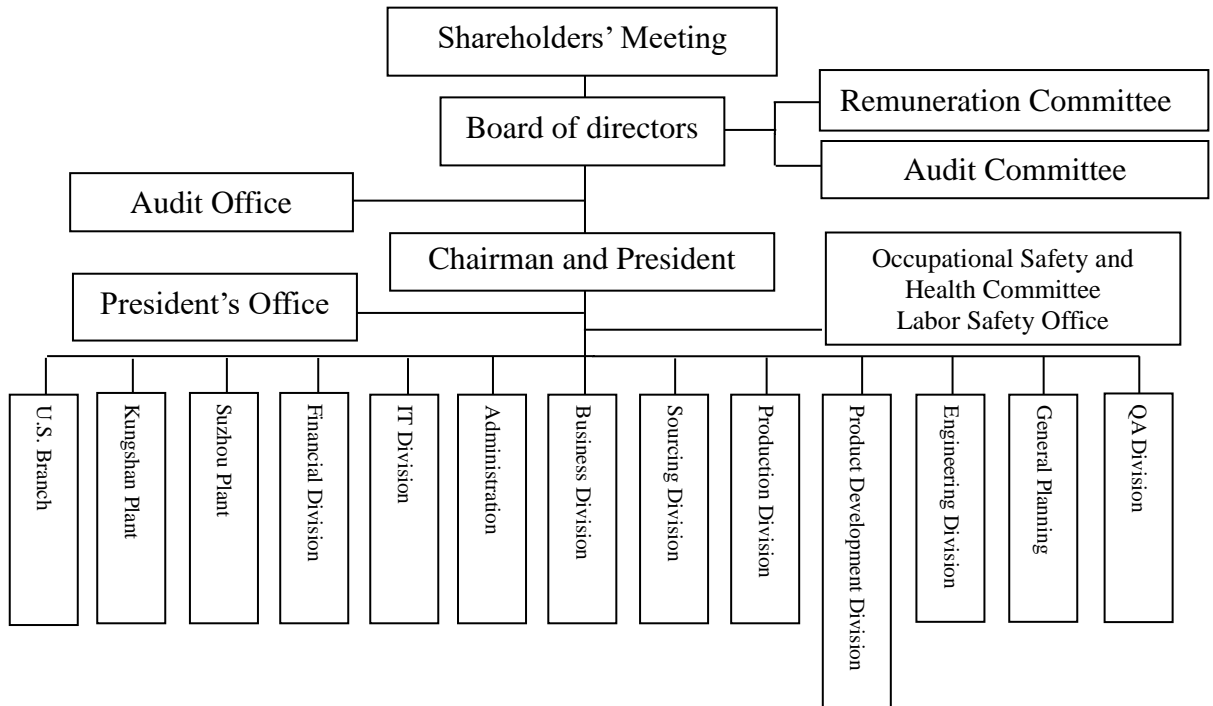 Shareholders’ Meeting
Board of directors
Remuneration Committee
Audit Committee
Audit Office
Chairman and President
Occupational Safety and
Health Committee
Labor Safety Office
President’s Office
U.S. Branch
Kungshan Plant
Suzhou Plant
Financial Division
IT Division
Administration
Business Division
Sourcing Division
Production Division
Product Development Division
Engineering Division
General Planning
QA Division